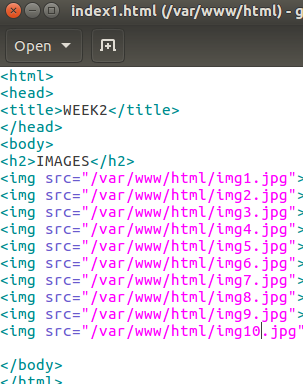 index1.html (/var/www/html) - g
Open
<html>
<head>
<title>WEEK2</title>
</head>
<body>
<h2>IMAGES</h2>
<img src="/var/www/html/img1.jpg">
<img src="/var/www/html/img2.jpg">
<img src="/var/www/html/img3.jpg">
<img src="/var/www/html/img4.jpg">
<img src="/var/www/html/img5.jpg">
<img src="/var/www/html/img6.jpg">
<img src="/var/www/html/img7.jpg">
<img src="/var/www/html/img8.jpg">
<img src="/var/www/html/img9.jpg">
<img src="/var/www/html/img10.jpg"
</body>
</html>